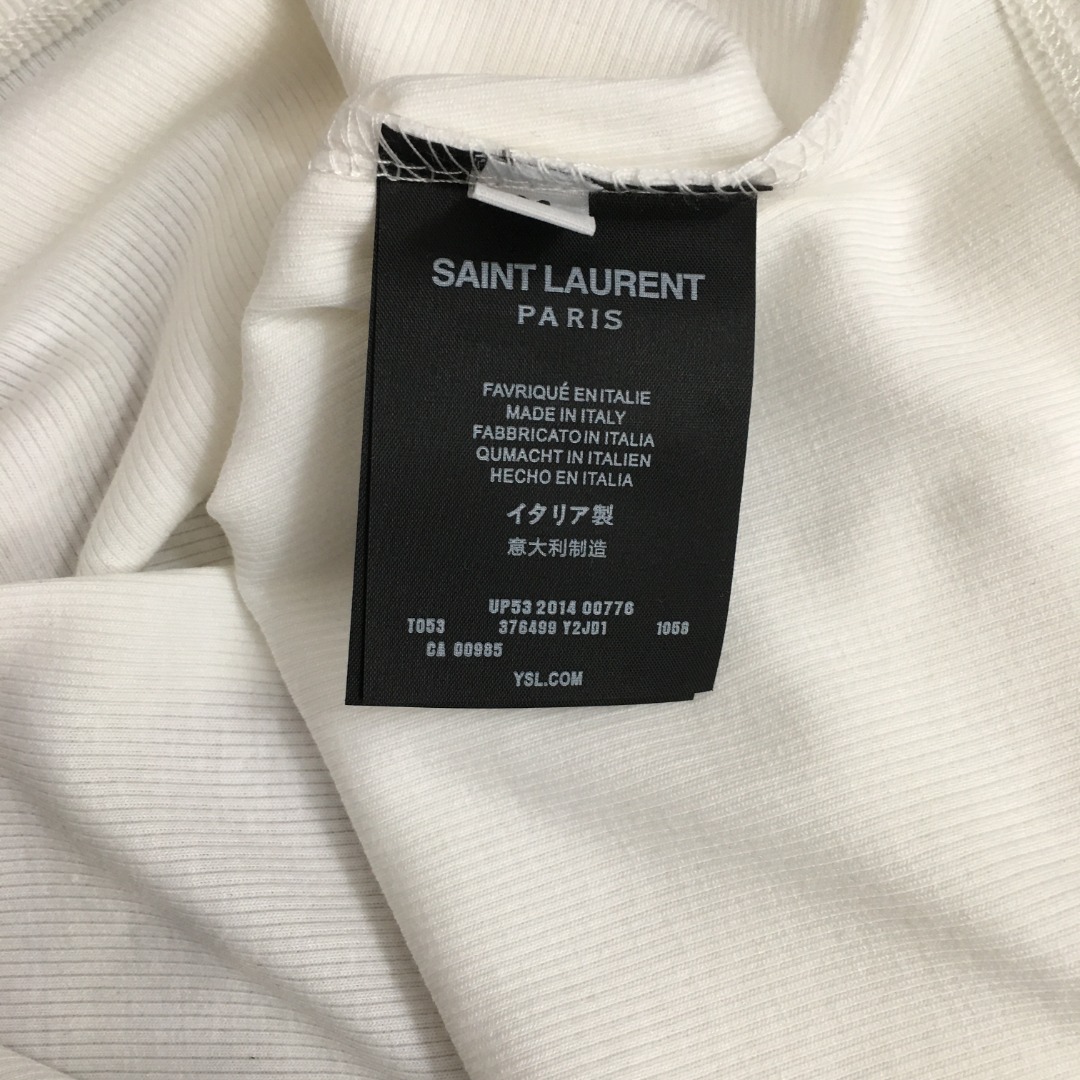 SAINT LAURENT
PARIS
FAVRIQUÉ EN ITALIE
MADE IN ITALY
FABBRICATO IN ITALIA
QUMACHT IN ITALIEN
HECHO EN ITALIA
イタリア製
意大利制造
UP53 2014 00776
T053 376499 Y2JD1 1056
CA 00985
YSL.COM